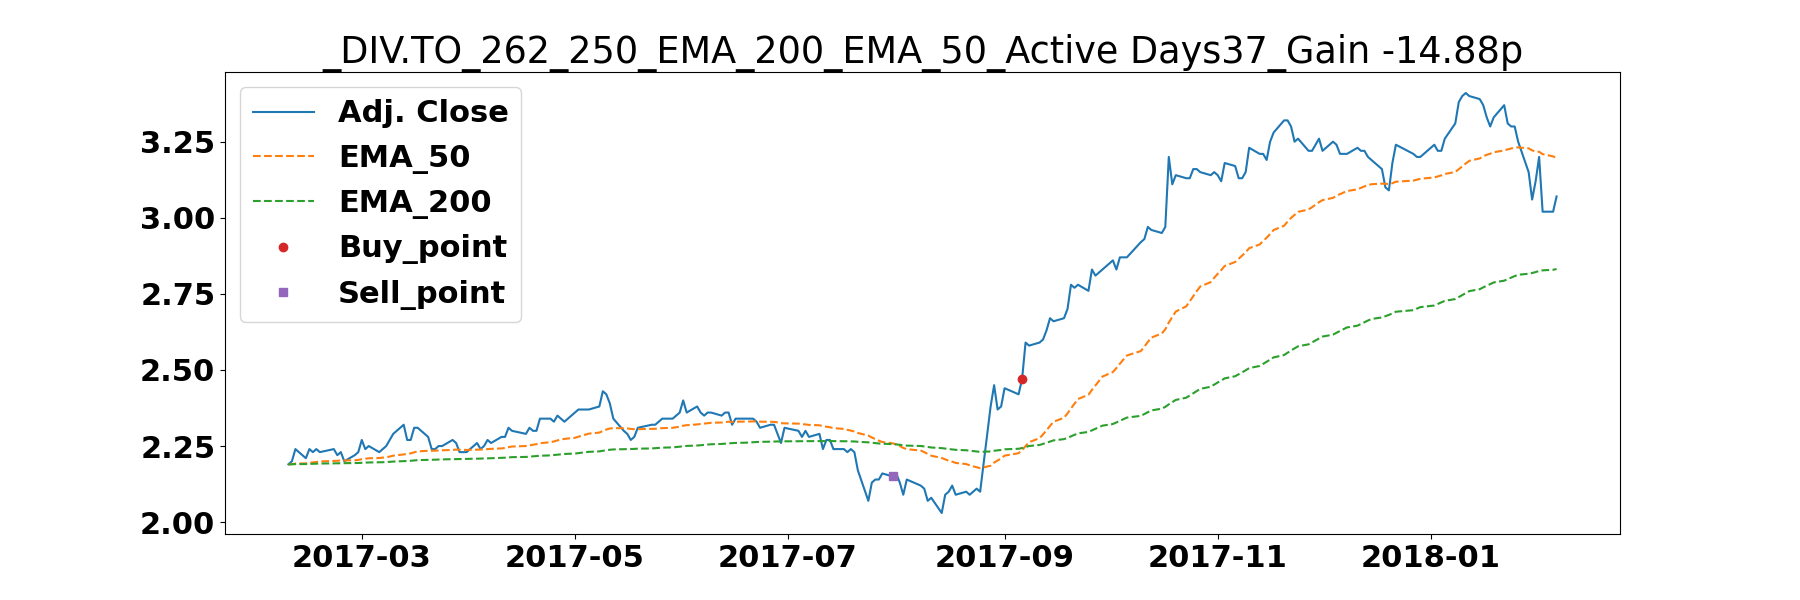 _DIV.TO_262_250_EMA_200_EMA_50_Active Days37_Gain -14.88p
Adj. Close
EMA_50
EMA_200
Buy_point
Sell_point
3.25
3.00
2.75
2.50
2.25
2.00
2017-03 2017-05 2017-07 2017-09 2017-11 2018-01